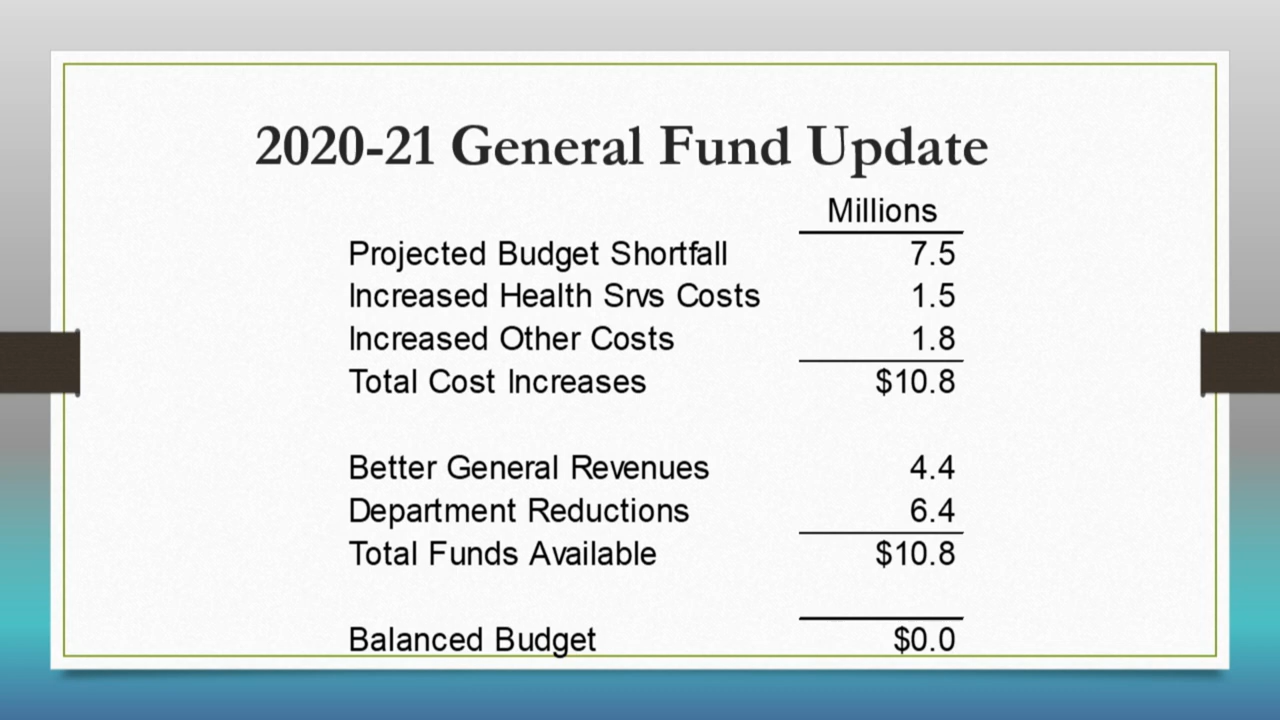 2020-21 General Fund Update
Millions
Projected Budget Shortfall 7.5
Increased Health Srvs Costs 1.5
Increased Other Costs 1.8
Total Cost Increases $10.8
Better General Revenues 4.4
Department Reductions 6.4
Total Funds Available $10.8
Balanced Budget $0.0